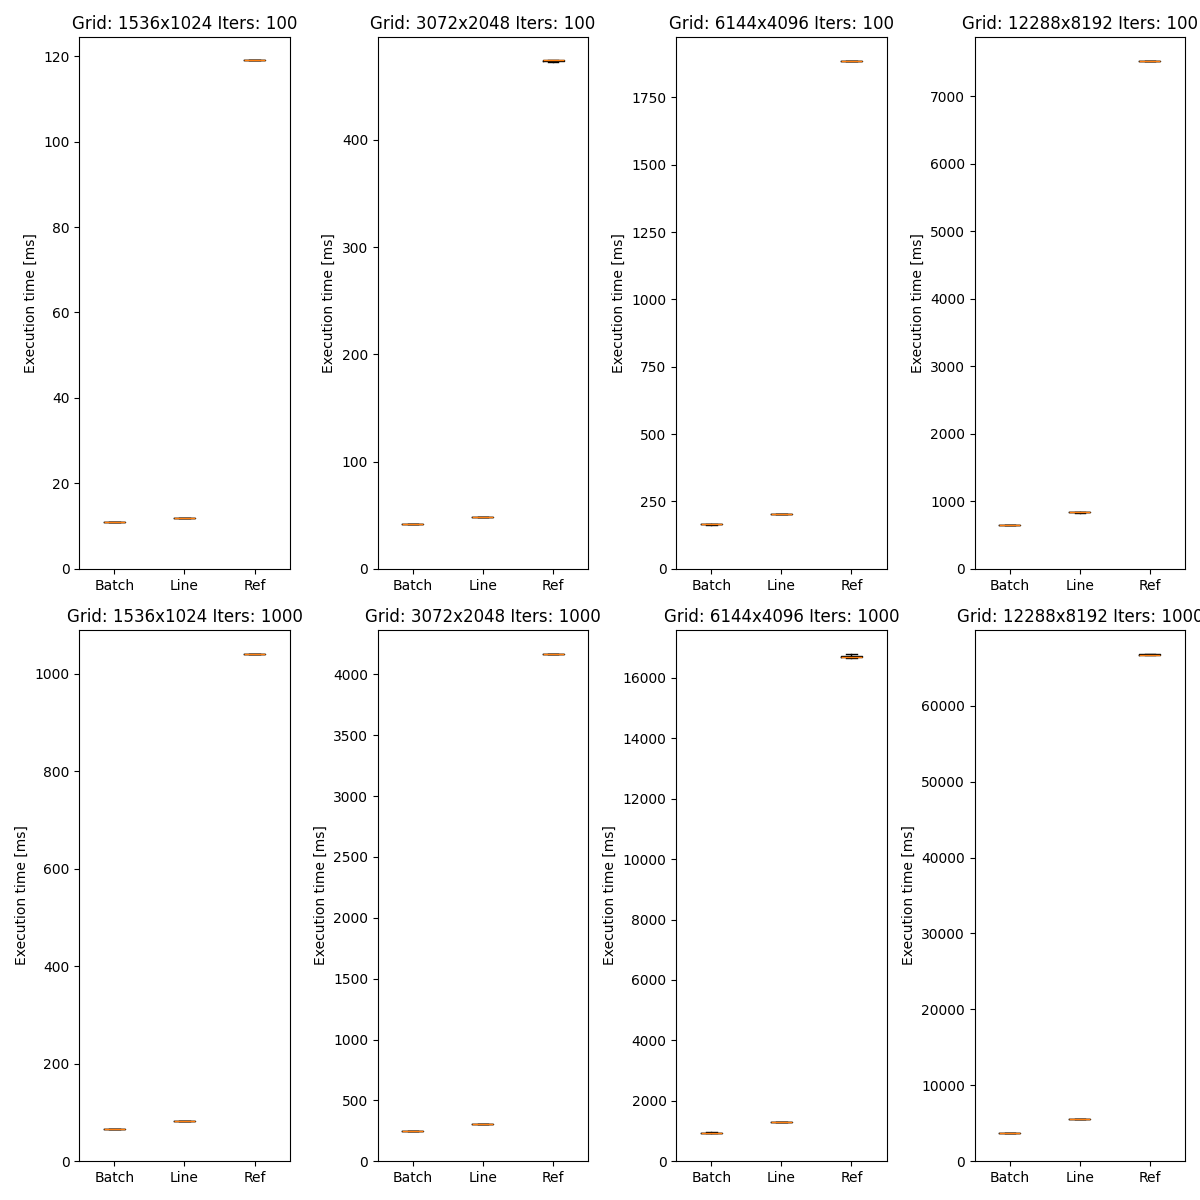 Grid: 1536x1024 Iters: 100
Execution time [ms]
120
100
80
60
40
20
0
Batch Line Ref
Grid: 3072x2048 Iters: 100
Execution time [ms]
400
300
200
100
0
Batch Line Ref
Grid: 6144x4096 Iters: 100
Execution time [ms]
1750
1500
1250
1000
750
500
250
0
Batch Line Ref
Grid: 12288x8192 Iters: 100
Execution time [ms]
7000
6000
5000
4000
3000
2000
1000
0
Batch Line Ref
Grid: 1536x1024 Iters: 1000
Execution time [ms]
1000
800
600
400
200
0
Batch Line Ref
Grid: 3072x2048 Iters: 1000
Execution time [ms]
4000
3500
3000
2500
2000
1500
1000
500
0
Batch Line Ref
Grid: 6144x4096 Iters: 1000
Execution time [ms]
16000
14000
12000
10000
8000
6000
4000
2000
0
Batch Line Ref
Grid: 12288x8192 Iters: 1000
Execution time [ms]
60000
50000
40000
30000
20000
10000
0
Batch Line Ref